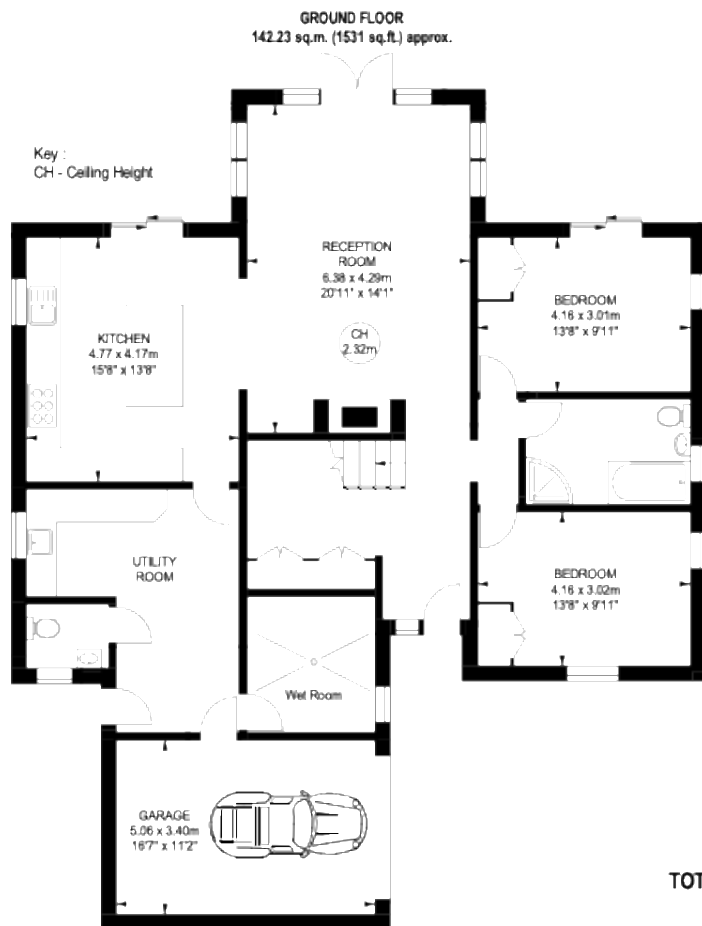 GROUND FLOOR
142.23 sq.m. (1531 sq.ft.) approx.
Key :
CH - Ceiling Height
RECEPTION
ROOM
6.38 x 4.29m
20'11" x 14'1"
CH
2.32m
KITCHEN
4.77 x 4.17m
15'8" x 13'8"
BEDROOM
4.16 x 3.01m
13'8" x 9'11"
UTILITY
ROOM
BEDROOM
4.16 x 3.02m
13'8" x 9'11"
Wet Room
GARAGE
5.06 x 3.40m
16'7" x 11'2"
TOT